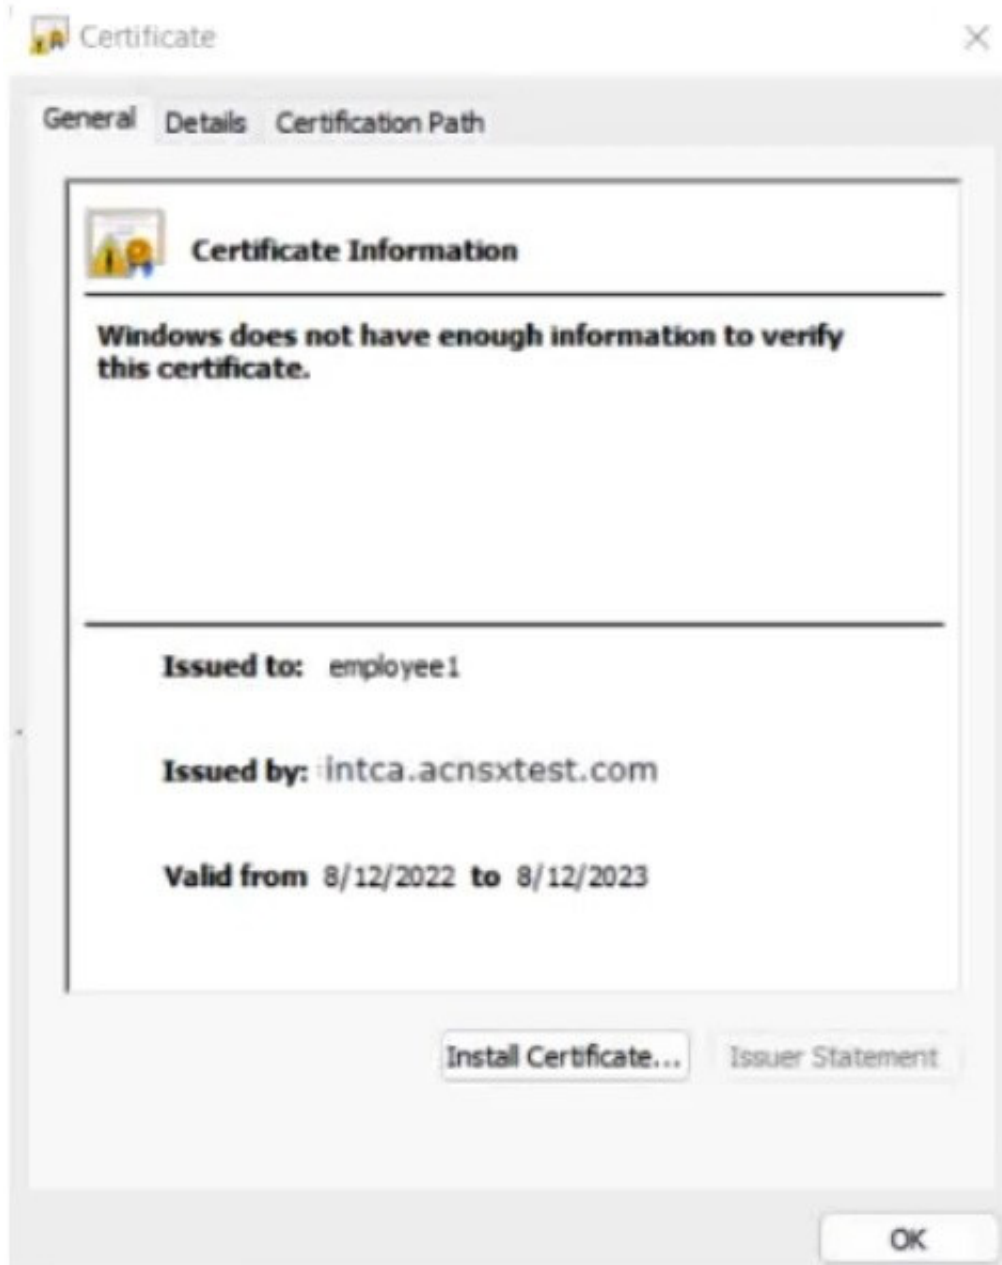 Certificate
General Details Certification Path
Certificate Information
Windows does not have enough information to verify
this certificate.
Issued to: employee1
Issued by: intca.acnsxtest.com
Valid from 8/12/2022 to 8/12/2023
Install Certificate... Issuer Statement
OK